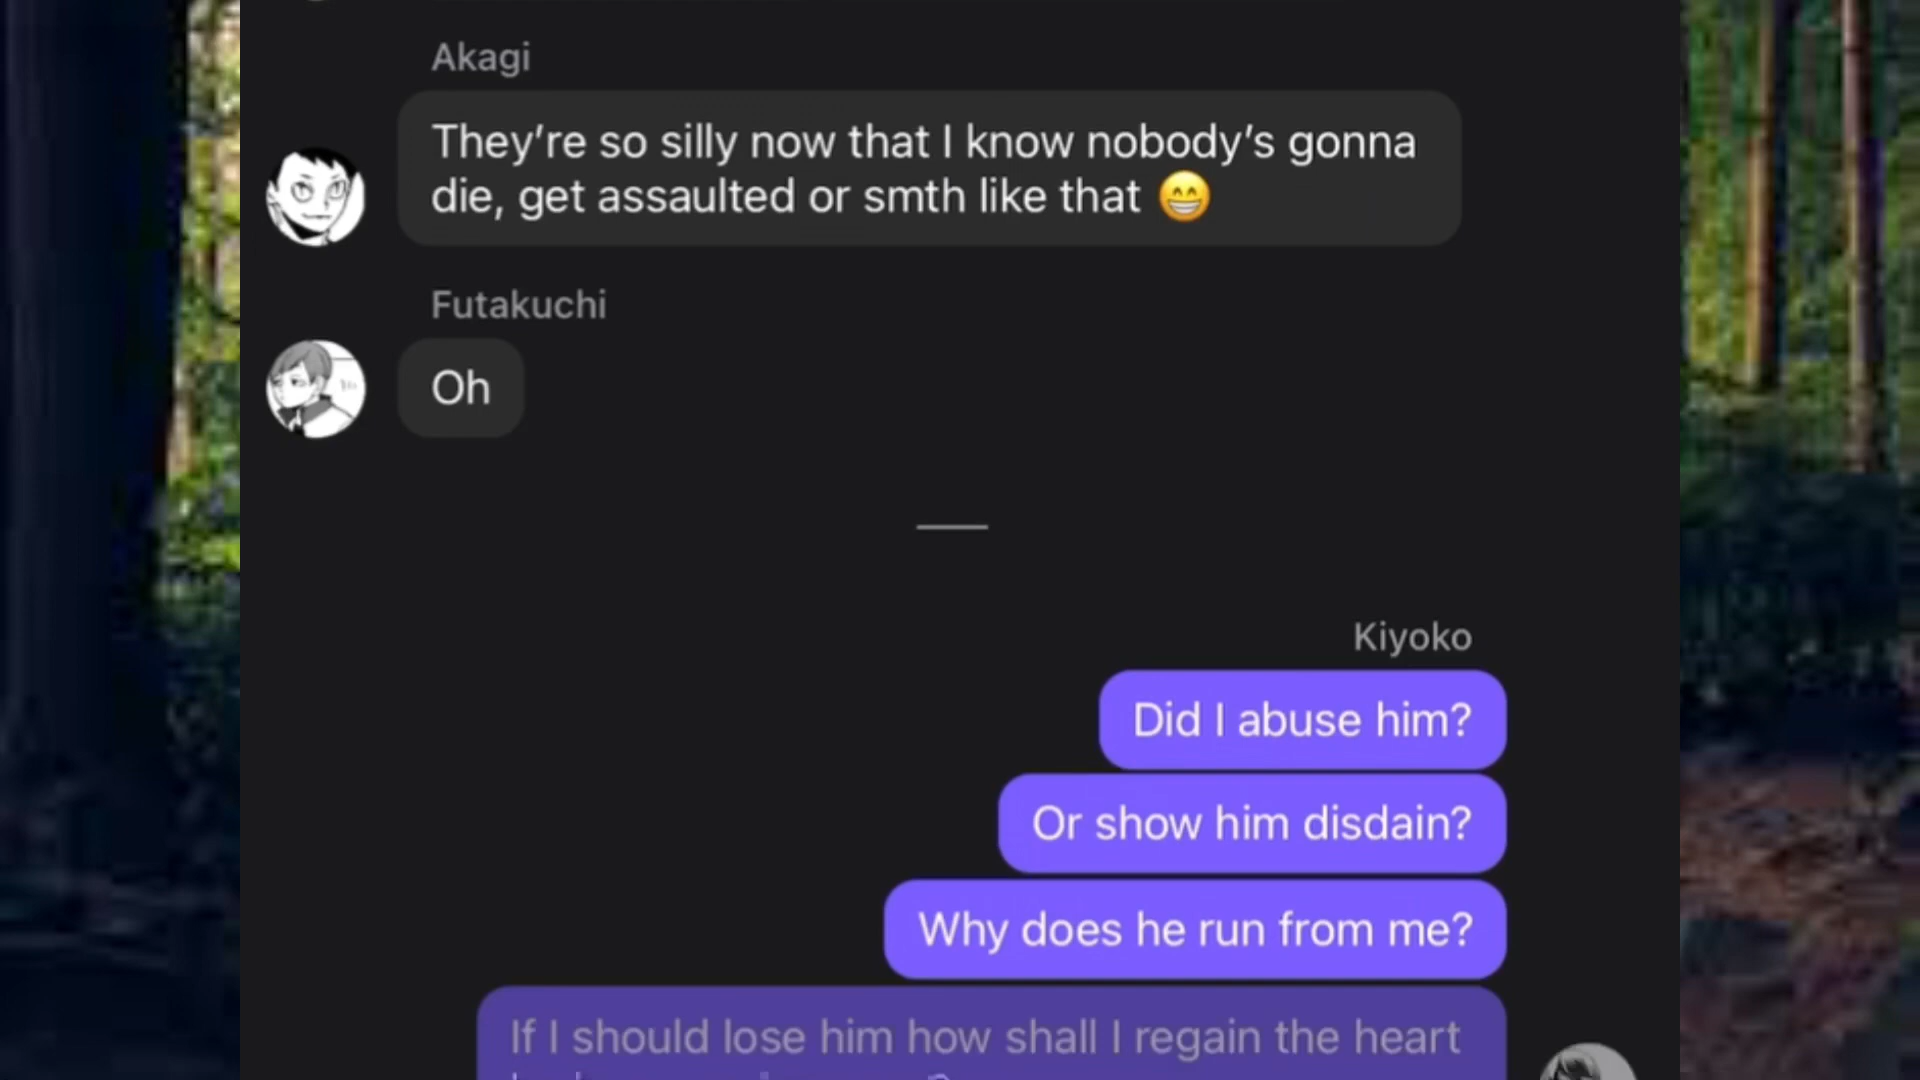 Akagi
They’re so silly now that I know nobody’s gonna
die, get assaulted or smth like that 😁
Futakuchi
Oh
Kiyoko
Did I abuse him?
Or show him disdain?
Why does he run from me?
If I should lose him how shall I regain the heart